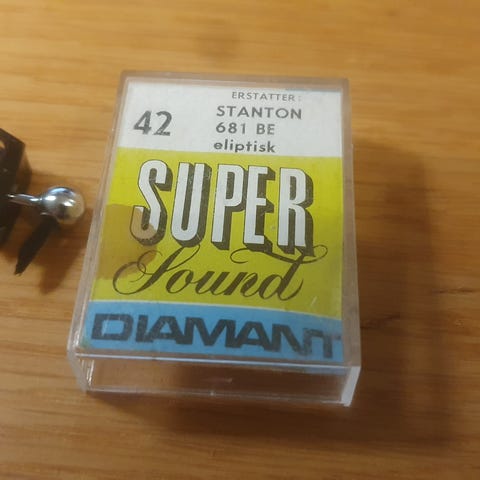 ERSTATTER:
42
STANTON
681 BE
eliptisk
SUPER
Sound
DIAMANT